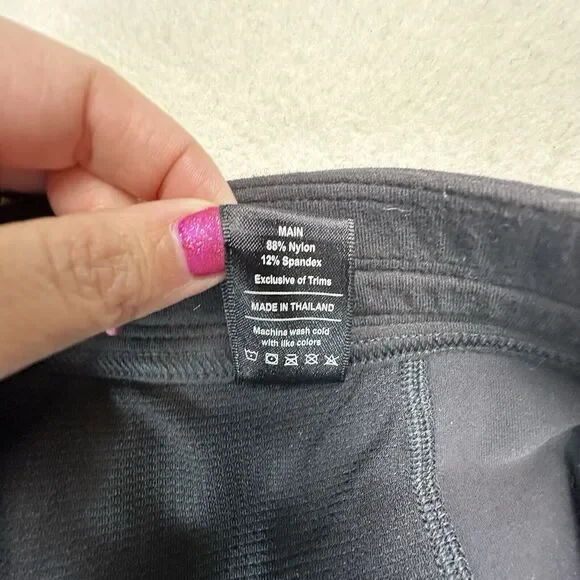 MAIN
88% Nylon
12% Spandex
Exclusive of Trims
MADE IN THAILAND
Machine wash cold
with like colors